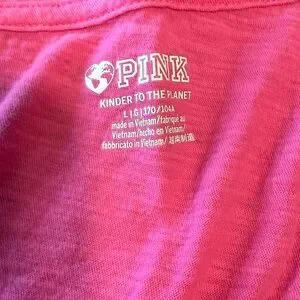 PINK
KINDER TO THE PLANET
L | G | 170/104A
made in Vietnam/fabriqué au
Vietnam/hecho en Vietnam/
fabbricato in Vietnam/ 越南制造